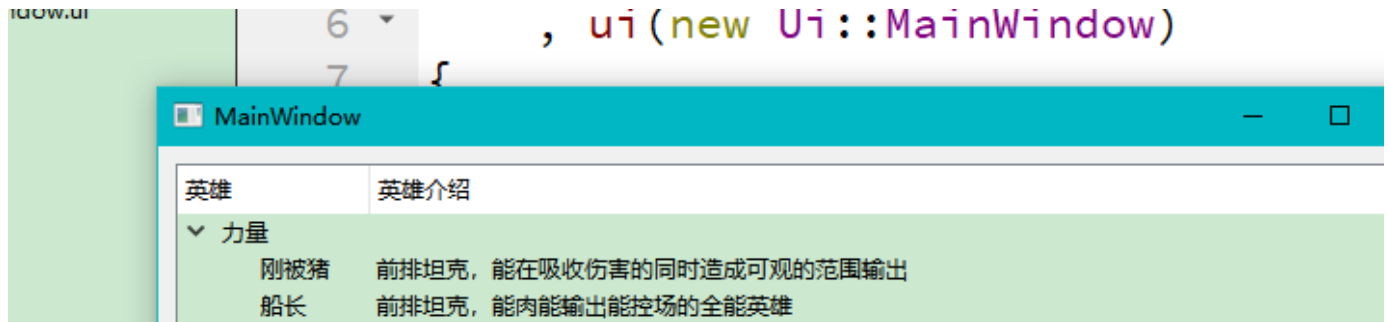 6 , ui(new Ui::MainWindow)
7 {
MainWindow
英雄 英雄介绍
力量
刚被猪 前排坦克，能在吸收伤害的同时造成可观的范围输出
船长 前排坦克，能肉能输出能控场的全能英雄